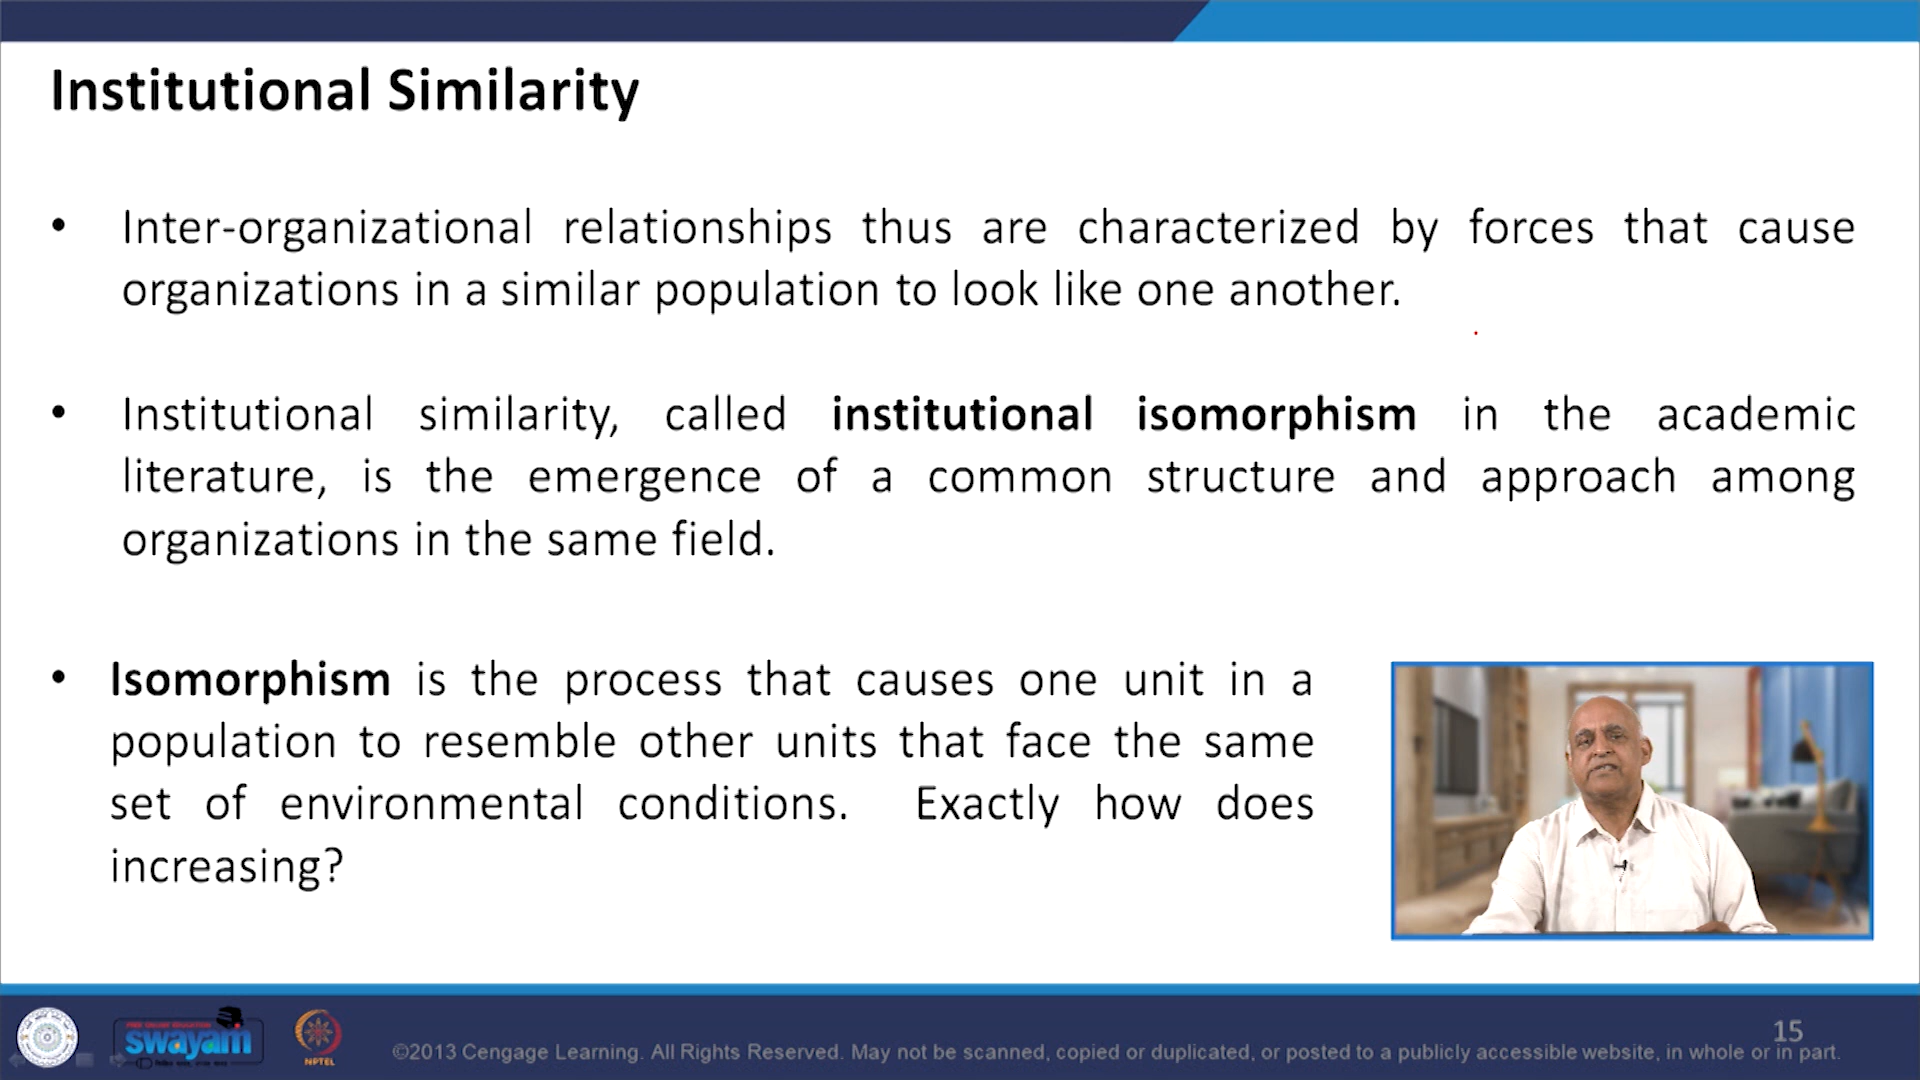 Institutional Similarity
• Inter-organizational relationships thus are characterized by forces that cause
organizations in a similar population to look like one another.
• Institutional similarity, called institutional isomorphism in the academic
literature, is the emergence of a common structure and approach among
organizations in the same field.
• Isomorphism is the process that causes one unit in a
population to resemble other units that face the same
set of environmental conditions. Exactly how does
increasing?
swayam
NPTEL
15
©2013 Cengage Learning. All Rights Reserved. May not be scanned, copied or duplicated, or posted to a publicly accessible website, in whole or in part.